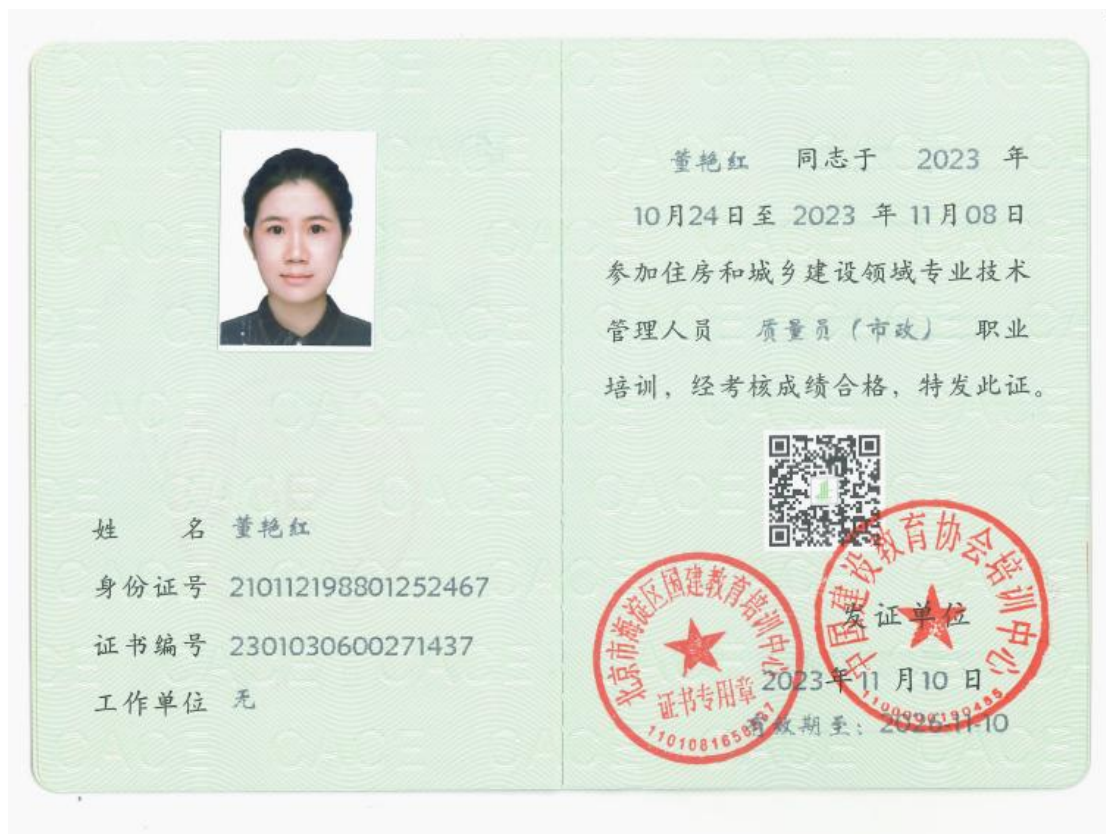 姓 名 董艳红
身份证号 210112198801252467
证书编号 2301030600271437
工作单位 无
董艳红 同志于 2023 年
10月24日至 2023 年 11月08日
参加住房和城乡建设领域专业技术
管理人员 质量员（市政） 职业
培训，经考核成绩合格，特发此证。
北京市海淀区国建教育培训中心
证书专用章
中国建设教育协会培训中心
发证单位
2023年11月10日
有效期至：2026-11-10
CACE